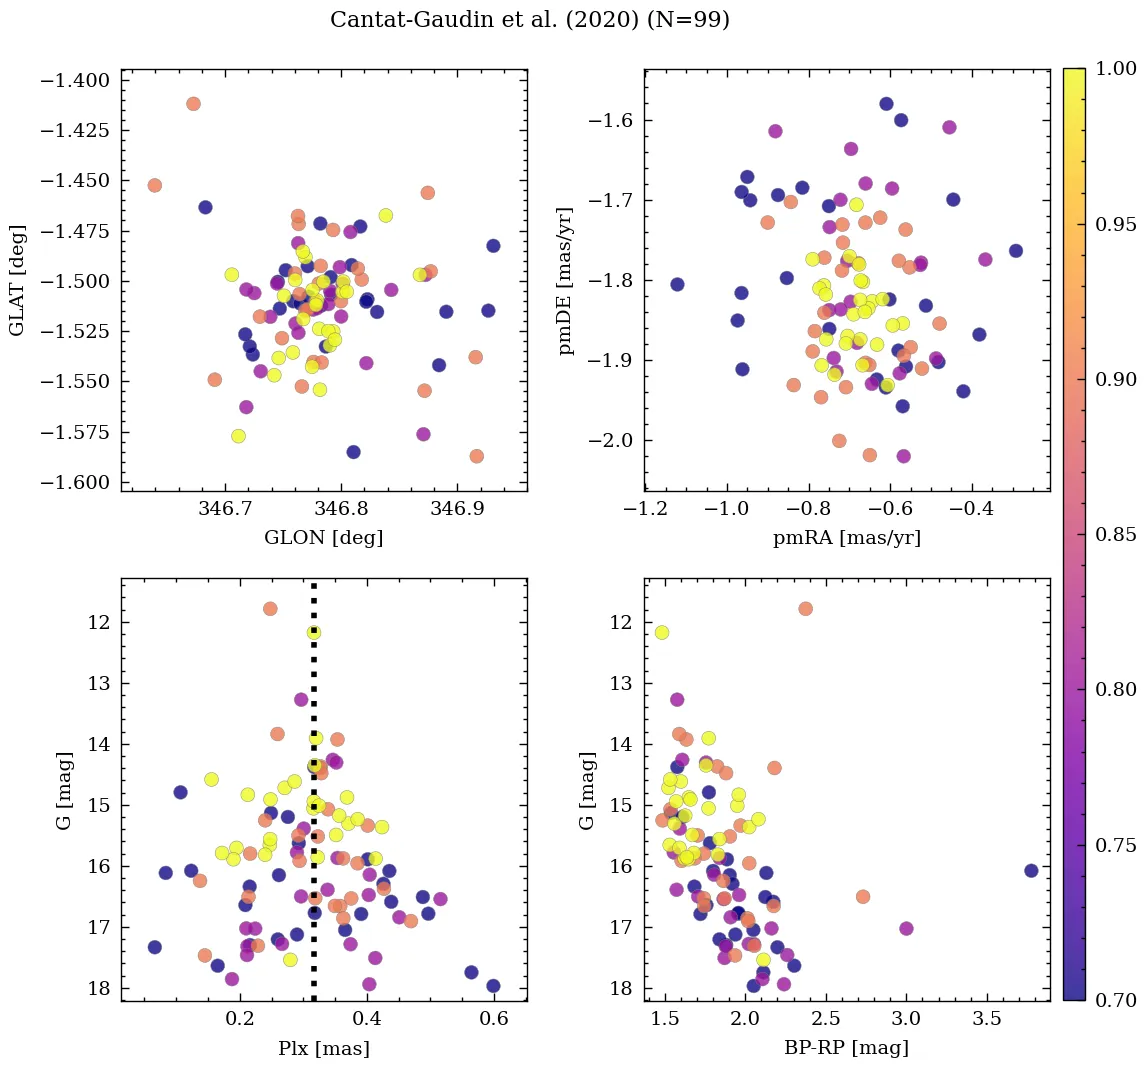 Cantat-Gaudin et al. (2020) (N=99)
−1.400
−1.425
−1.450
−1.475
−1.500
−1.525
−1.550
−1.575
−1.600
GLAT [deg]
346.7 346.8 346.9
GLON [deg]
−1.6
−1.7
−1.8
−1.9
−2.0
pmDE [mas/yr]
−1.2 −1.0 −0.8 −0.6 −0.4
pmRA [mas/yr]
12
13
14
15
16
17
18
G [mag]
0.2 0.4 0.6
Plx [mas]
12
13
14
15
16
17
18
G [mag]
1.5 2.0 2.5 3.0 3.5
BP-RP [mag]
1.00
0.95
0.90
0.85
0.80
0.75
0.70